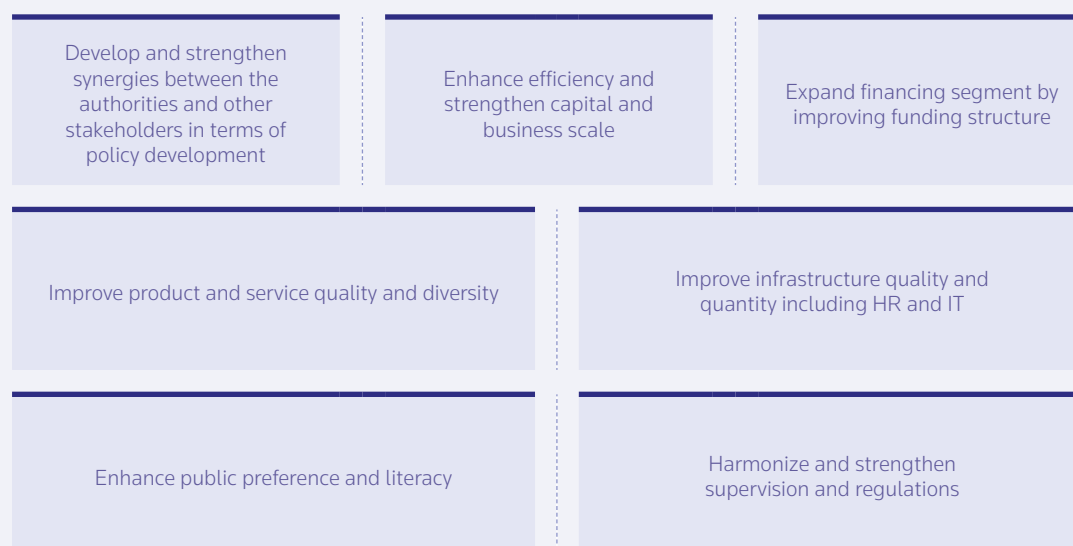 Develop and strengthen
synergies between the
authorities and other
stakeholders in terms of
policy development
Enhance efficiency and
strengthen capital and
business scale
Expand financing segment by
improving funding structure
Improve product and service quality and diversity
Improve infrastructure quality and
quantity including HR and IT
Enhance public preference and literacy
Harmonize and strengthen
supervision and regulations